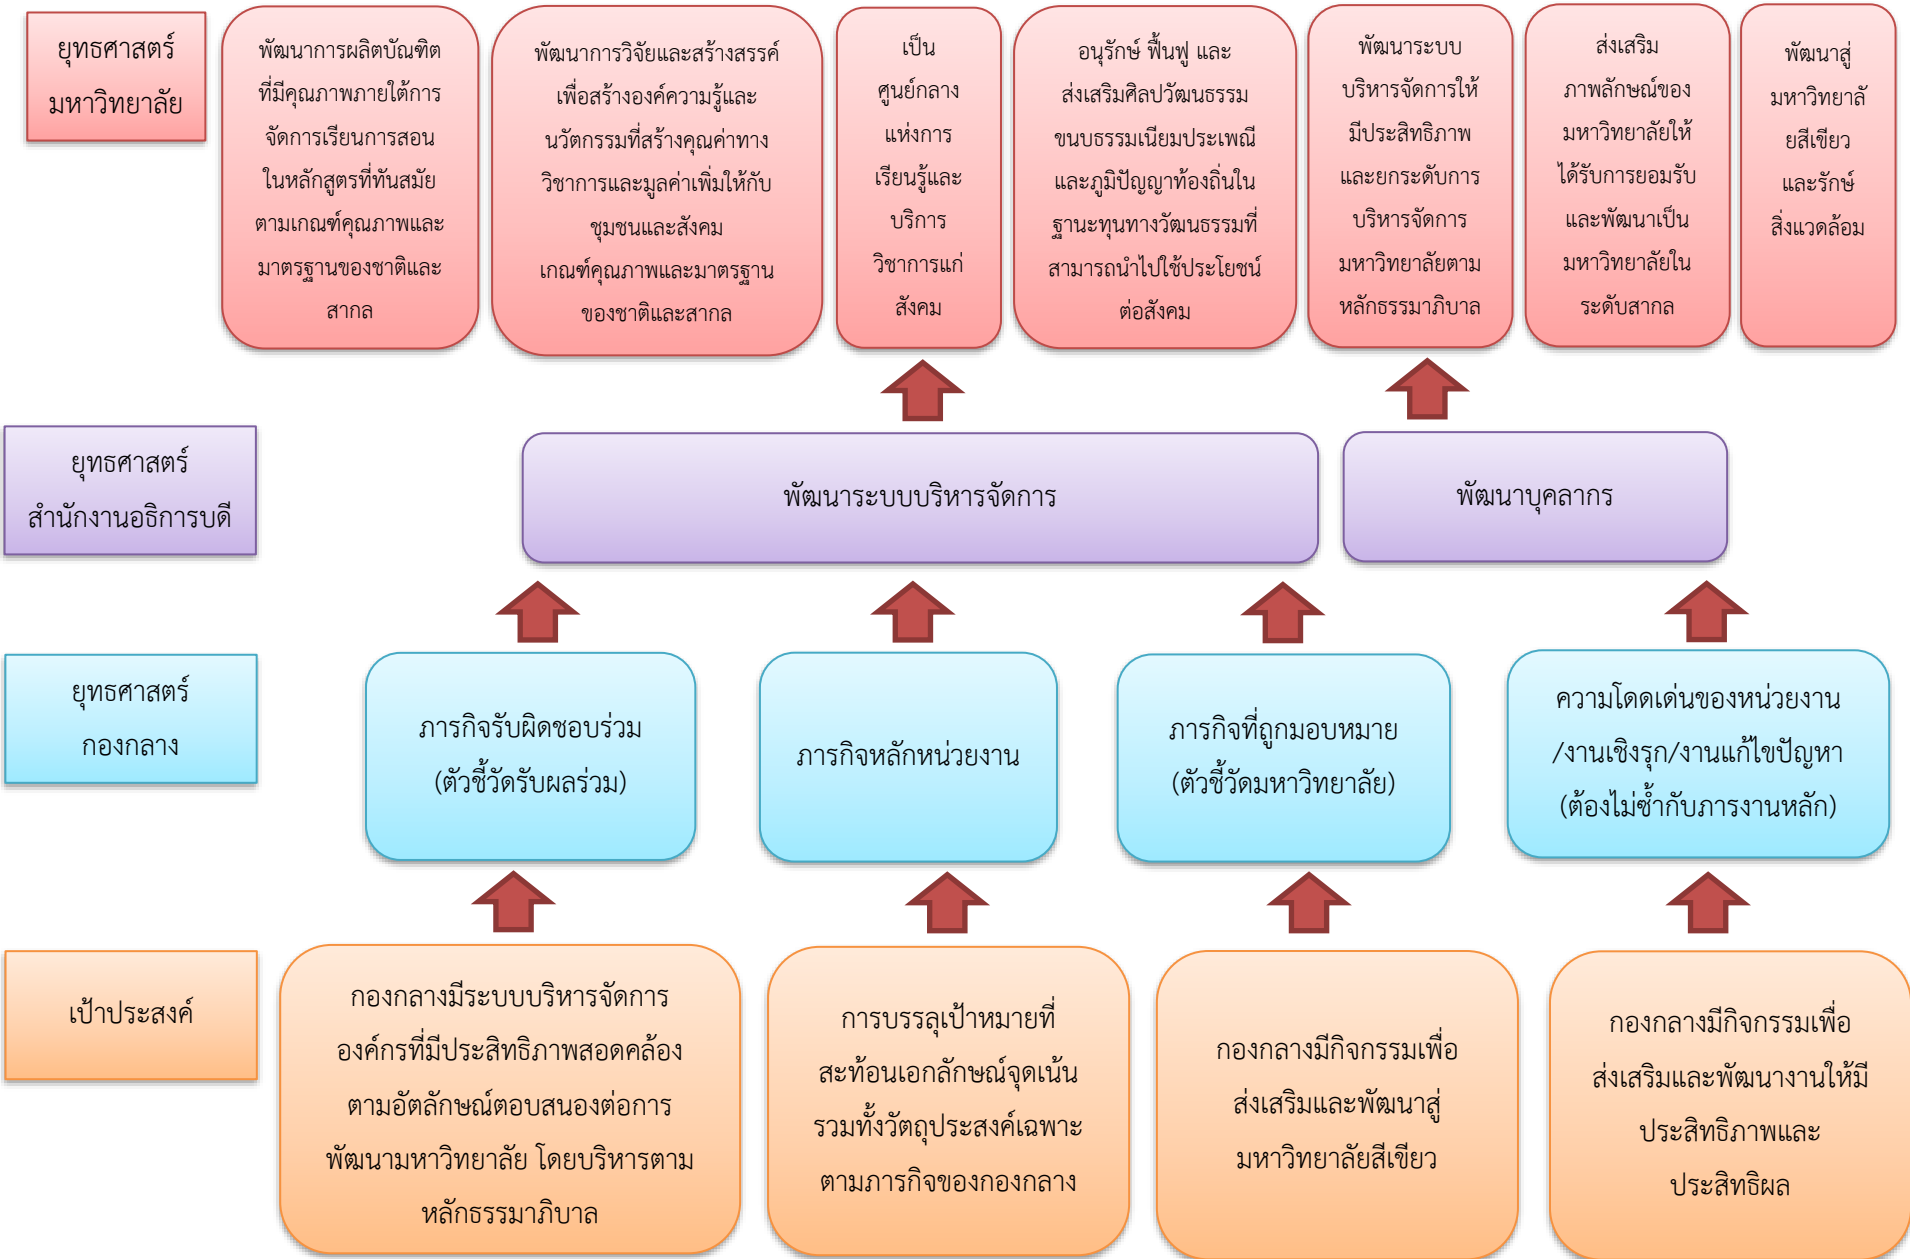 ยุทธศาสตร์
มหาวิทยาลัย
พัฒนาการผลิตบัณฑิต
ที่มีคุณภาพภายใต้การ
จัดการเรียนการสอน
ในหลักสูตรที่ทันสมัย
ตามเกณฑ์คุณภาพและ
มาตรฐานของชาติและ
สากล
พัฒนาการวิจัยและสร้างสรรค์
เพื่อสร้างองค์ความรู้และ
นวัตกรรมที่สร้างคุณค่าทาง
วิชาการและมูลค่าเพิ่มให้กับ
ชุมชนและสังคม
เกณฑ์คุณภาพและมาตรฐาน
ของชาติและสากล
เป็น
ศูนย์กลาง
แห่งการ
เรียนรู้และ
บริการ
วิชาการแก่
สังคม
อนุรักษ์ ฟื้นฟู และ
ส่งเสริมศิลปวัฒนธรรม
ขนบธรรมเนียมประเพณี
และภูมิปัญญาท้องถิ่นใน
ฐานะทุนทางวัฒนธรรมที่
สามารถนำไปใช้ประโยชน์
ต่อสังคม
พัฒนาระบบ
บริหารจัดการให้
มีประสิทธิภาพ
และยกระดับการ
บริหารจัดการ
มหาวิทยาลัยตาม
หลักธรรมาภิบาล
ส่งเสริม
ภาพลักษณ์ของ
มหาวิทยาลัยให้
ได้รับการยอมรับ
และพัฒนาเป็น
มหาวิทยาลัยใน
ระดับสากล
พัฒนาสู่
มหาวิทยาลั
ยสีเขียว
และรักษ์
สิ่งแวดล้อม
ยุทธศาสตร์
สำนักงานอธิการบดี
พัฒนาระบบบริหารจัดการ
พัฒนาบุคลากร
ยุทธศาสตร์
กองกลาง
ภารกิจรับผิดชอบร่วม
(ตัวชี้วัดรับผลร่วม)
ภารกิจหลักหน่วยงาน
ภารกิจที่ถูกมอบหมาย
(ตัวชี้วัดมหาวิทยาลัย)
ความโดดเด่นของหน่วยงาน
/งานเชิงรุก/งานแก้ไขปัญหา
(ต้องไม่ซ้ำกับภารงานหลัก)
เป้าประสงค์
กองกลางมีระบบบริหารจัดการ
องค์กรที่มีประสิทธิภาพสอดคล้อง
ตามอัตลักษณ์ตอบสนองต่อการ
พัฒนามหาวิทยาลัย โดยบริหารตาม
หลักธรรมาภิบาล
การบรรลุเป้าหมายที่
สะท้อนเอกลักษณ์จุดเน้น
รวมทั้งวัตถุประสงค์เฉพาะ
ตามภารกิจของกองกลาง
กองกลางมีกิจกรรมเพื่อ
ส่งเสริมและพัฒนาสู่
มหาวิทยาลัยสีเขียว
กองกลางมีกิจกรรมเพื่อ
ส่งเสริมและพัฒนางานให้มี
ประสิทธิภาพและ
ประสิทธิผล